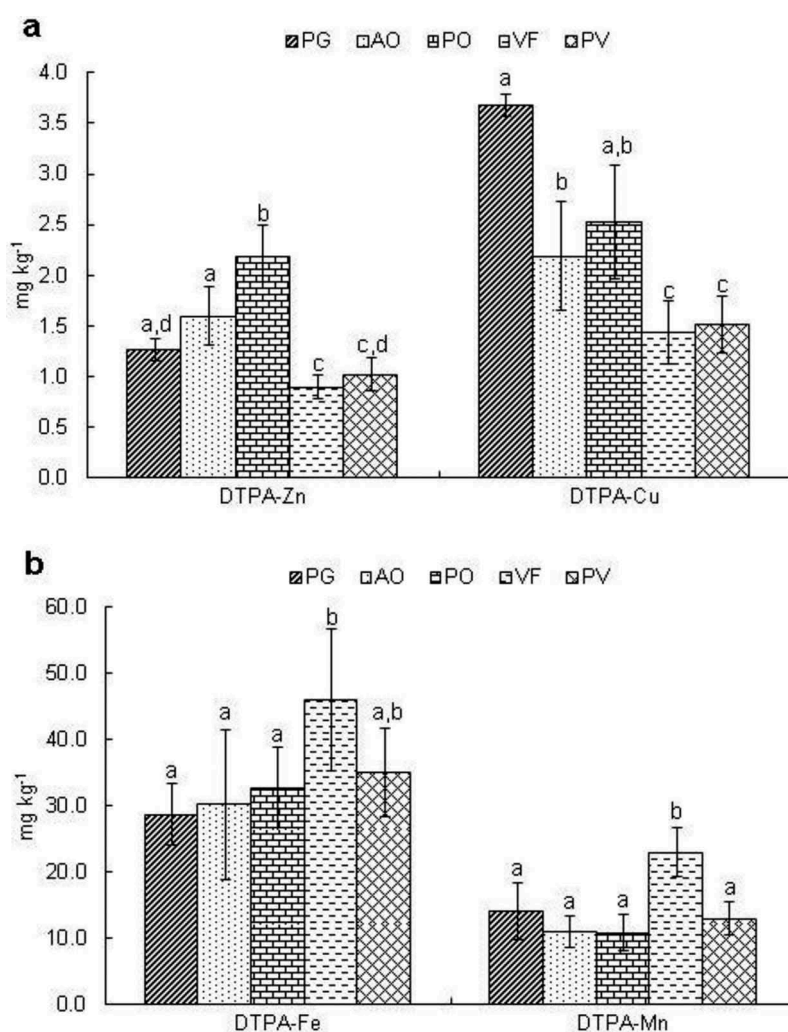 a
PG AO PO VF PV
4.0
a
3.5
a,b
3.0
b
b
2.5
a
2.0
mg kg-1
c
c
a,d
c,d
1.5
c
1.0
0.5
0.0
DTPA-Zn DTPA-Cu
b
PG AO PO VF PV
60.0
b
50.0
a
a,b
a
40.0
a
mg kg-1
30.0
b
20.0
a
a
a
a
10.0
0.0
DTPA-Fe DTPA-Mn